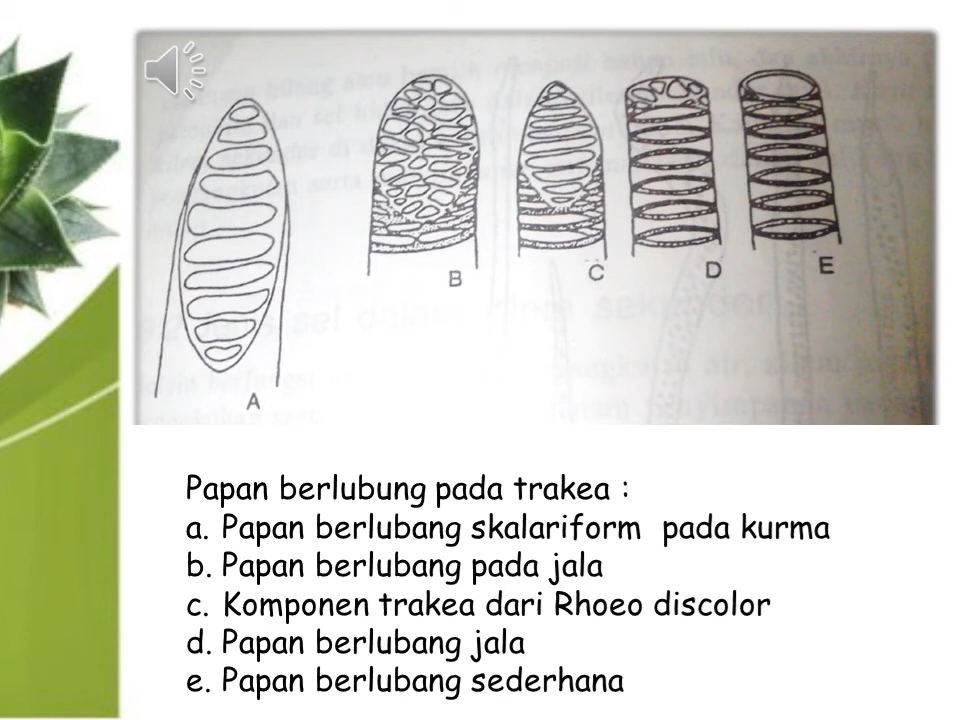 A
B
C
D
E
Papan berlubung pada trakea :
a. Papan berlubang skalariform pada kurma
b. Papan berlubang pada jala
c. Komponen trakea dari Rhoeo discolor
d. Papan berlubang jala
e. Papan berlubang sederhana